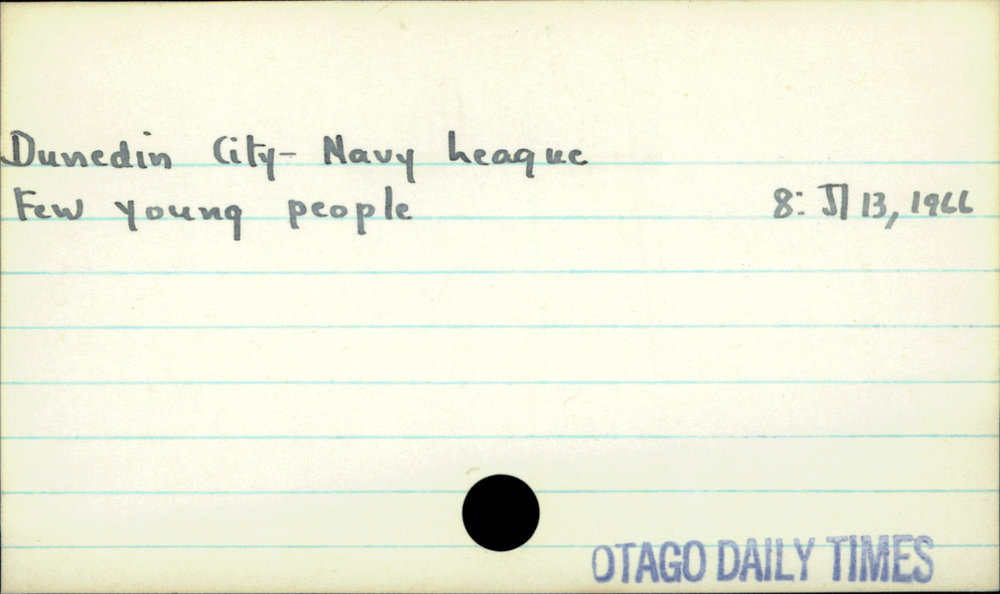 Dunedin City- Navy League
Few young people 8: Jl 13, 1966
OTAGO DAILY TIMES